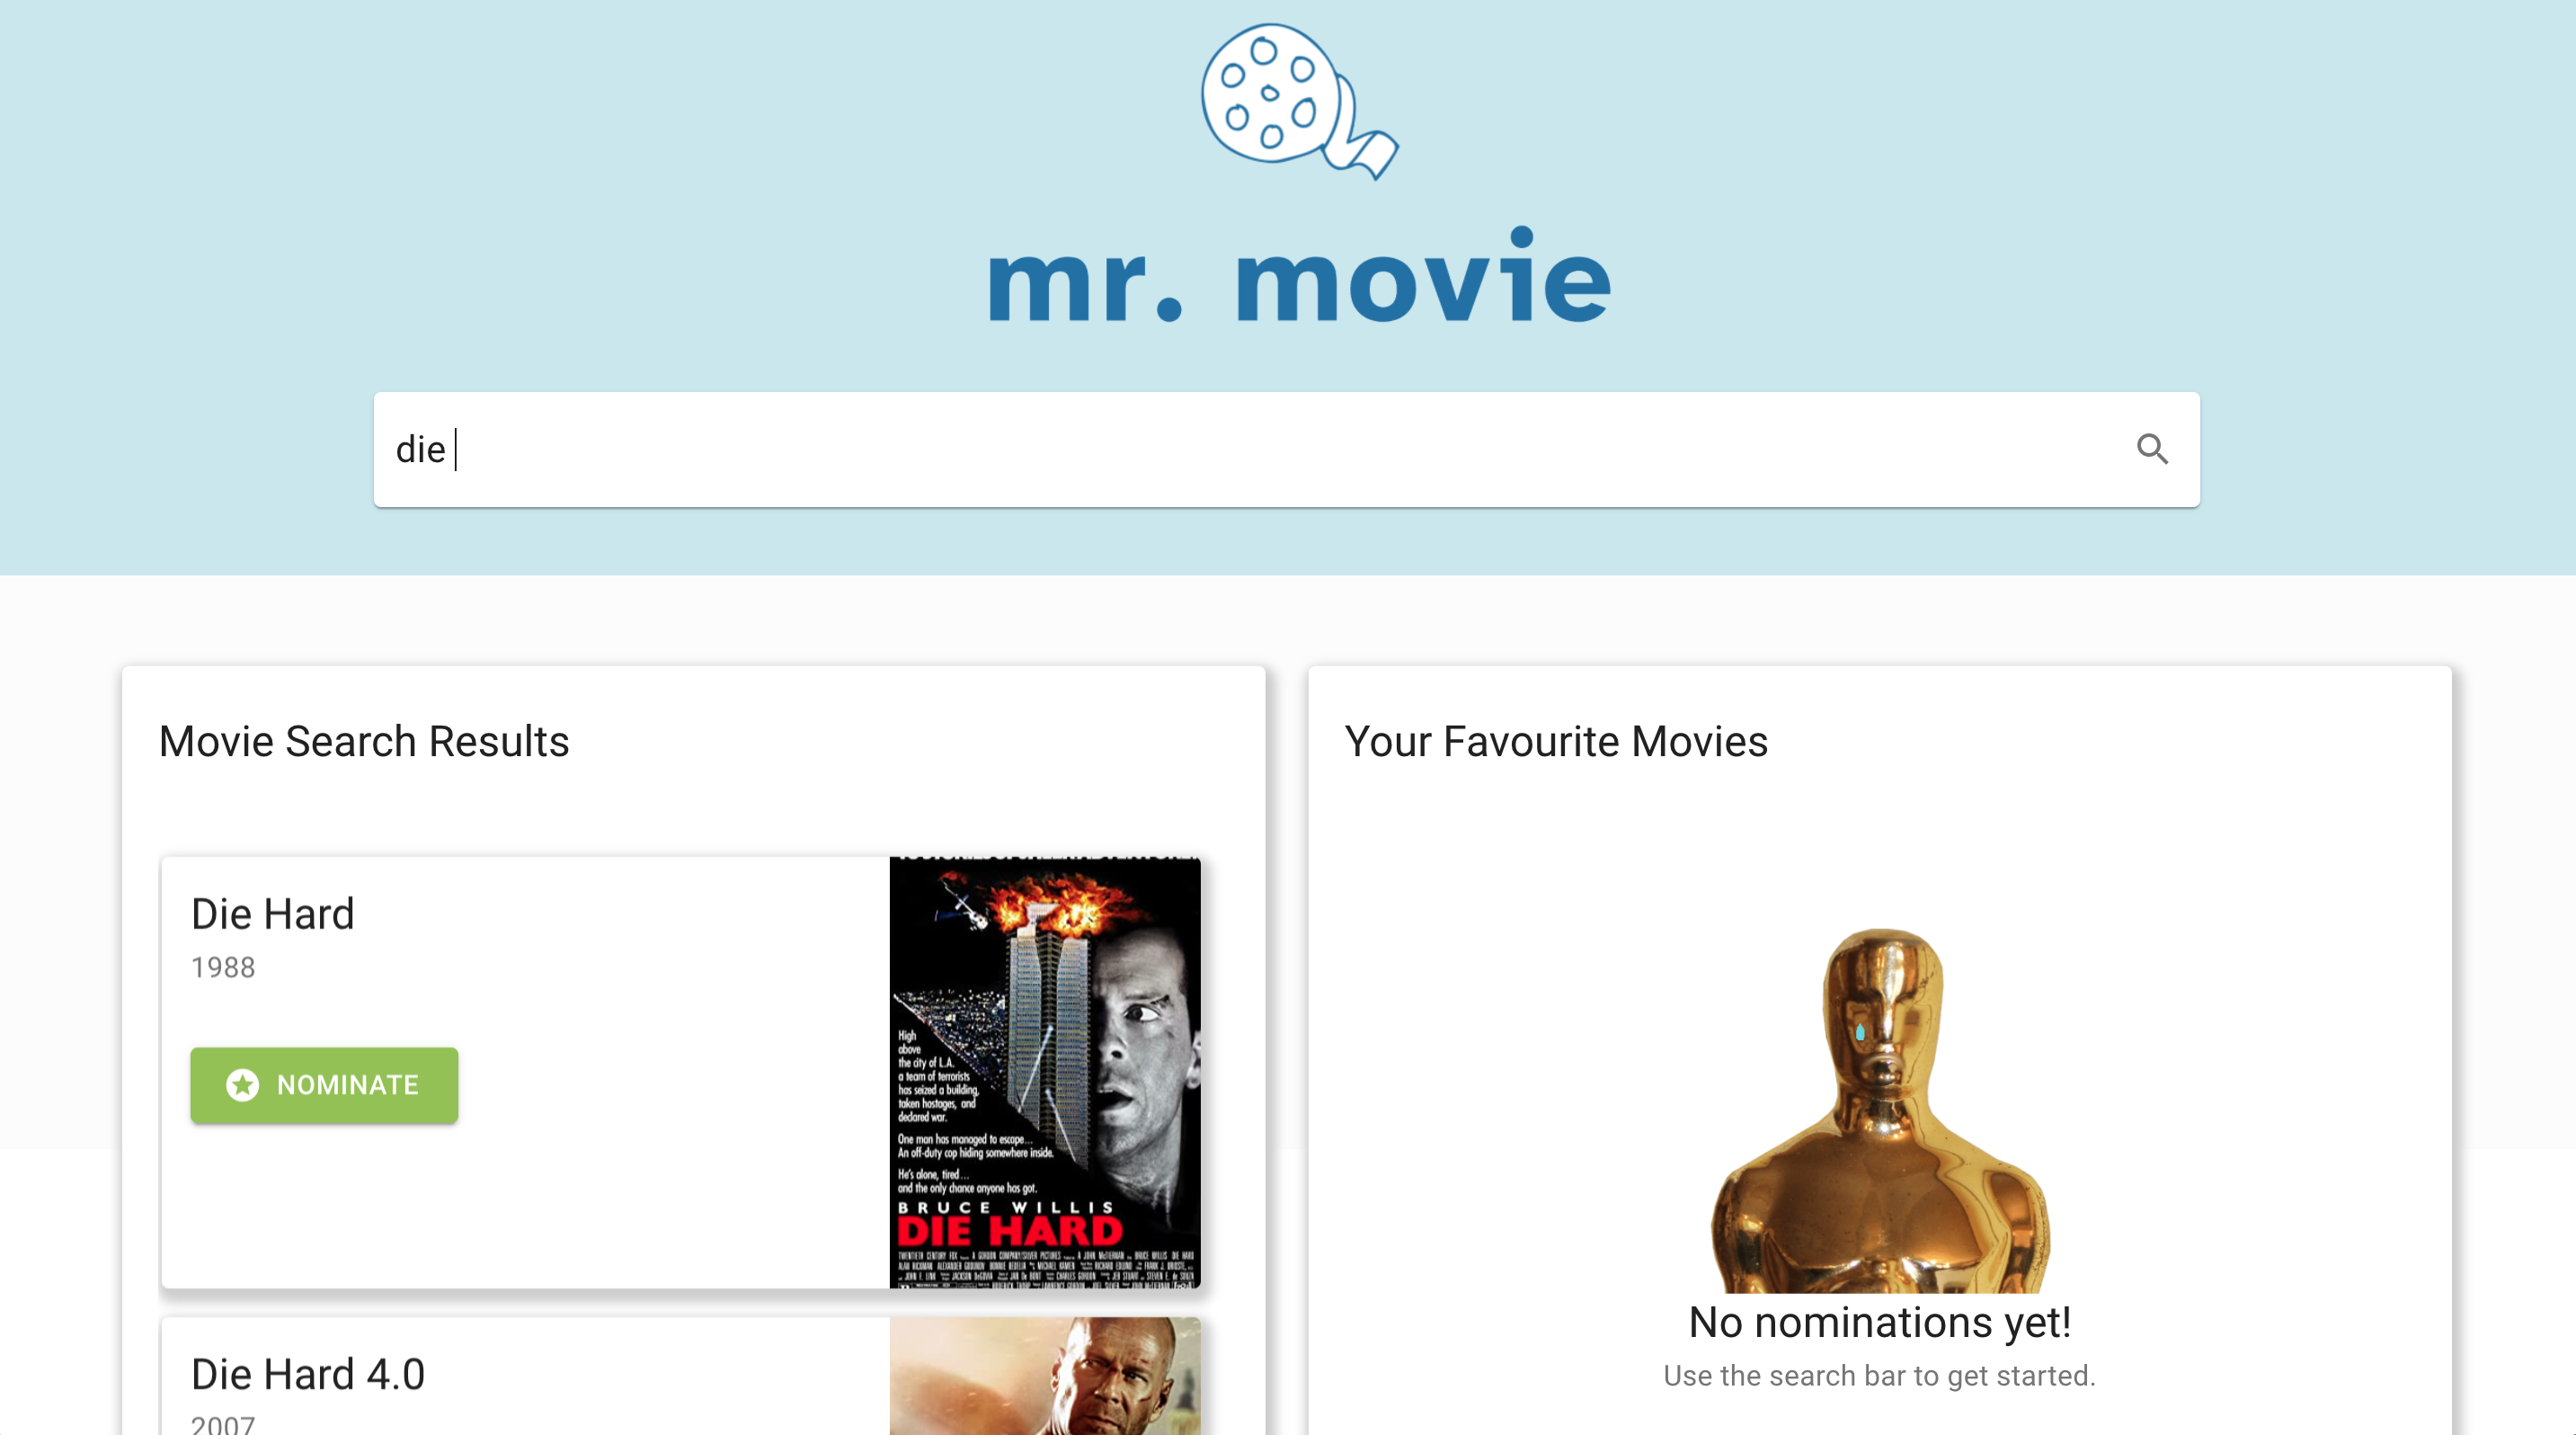 mr. movie
die
Movie Search Results
Die Hard
1988
NOMINATE
High
above
the city of L.A.
a team of terrorists
has seized a building,
taken hostages, and
declared war.
One man has managed to escape...
An off-duty cop hiding somewhere inside.
He's alone, tired...
and the only chance anyone has got.
BRUCE WILLIS
DIE HARD
Die Hard 4.0
2007
Your Favourite Movies
No nominations yet!
Use the search bar to get started.